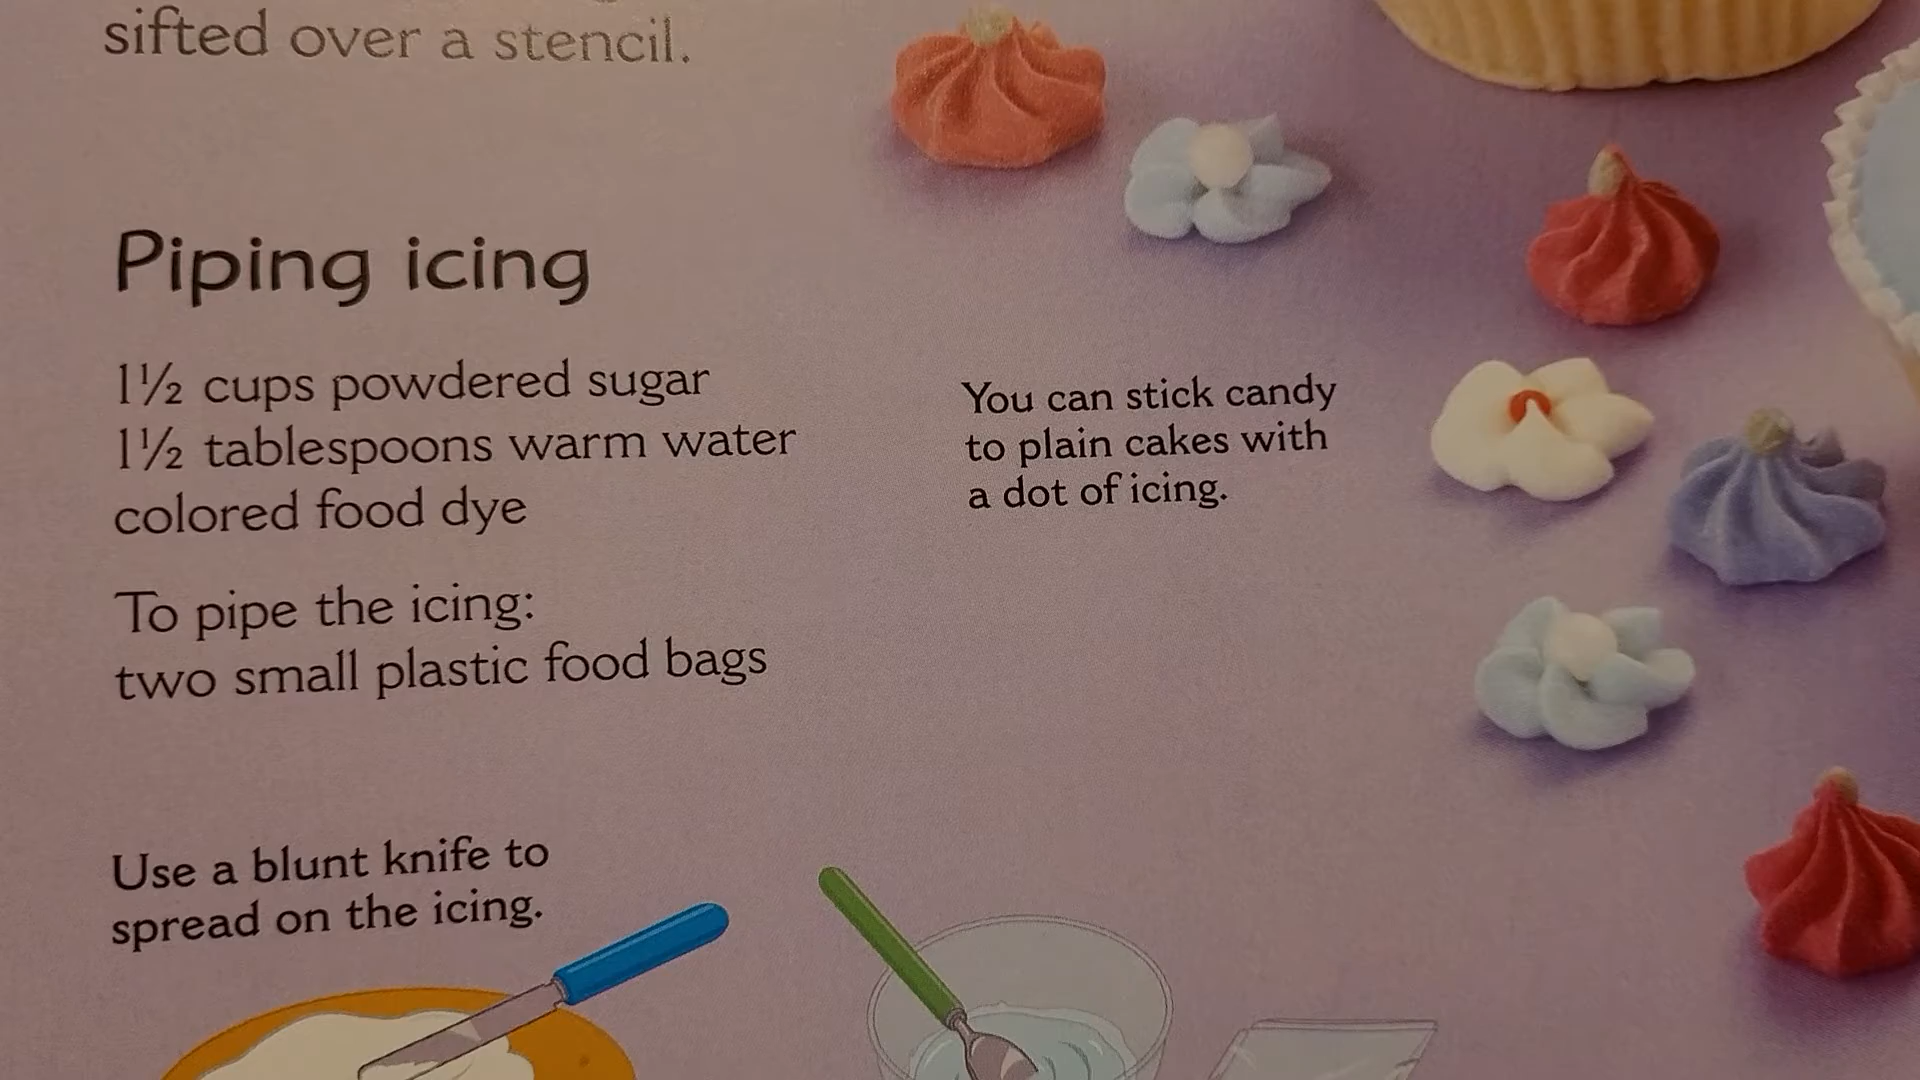 sifted over a stencil.
Piping icing
1½ cups powdered sugar
1½ tablespoons warm water
colored food dye
To pipe the icing:
two small plastic food bags
You can stick candy
to plain cakes with
a dot of icing.
Use a blunt knife to
spread on the icing.